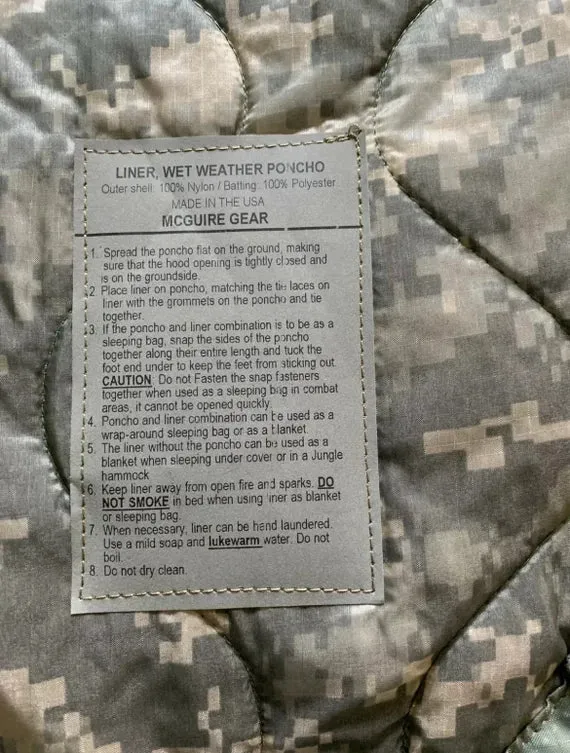 LINER, WET WEATHER PONCHO
Outer shell: 100% Nylon / Batting: 100% Polyester
MADE IN THE USA
MCGUIRE GEAR
1. Spread the poncho flat on the ground, making
sure that the hood opening is tightly closed and
is on the groundside.
2. Place liner on poncho, matching the tie laces on
liner with the grommets on the poncho and tie
together.
3. If the poncho and liner combination is to be as a
sleeping bag, snap the sides of the poncho
together along their entire length and tuck the
foot end under to keep the feet from sticking out.
CAUTION: Do not Fasten the snap fasteners
together when used as a sleeping bag in combat
areas, it cannot be opened quickly.
4. Poncho and liner combination can be used as a
wrap-around sleeping bag or as a blanket.
5. The liner without the poncho can be used as a
blanket when sleeping under cover or in a Jungle
hammock
6. Keep liner away from open fire and sparks. DO
NOT SMOKE in bed when using liner as blanket
or sleeping bag.
7. When necessary, liner can be hand laundered.
Use a mild soap and lukewarm water. Do not
boil.
8. Do not dry clean.